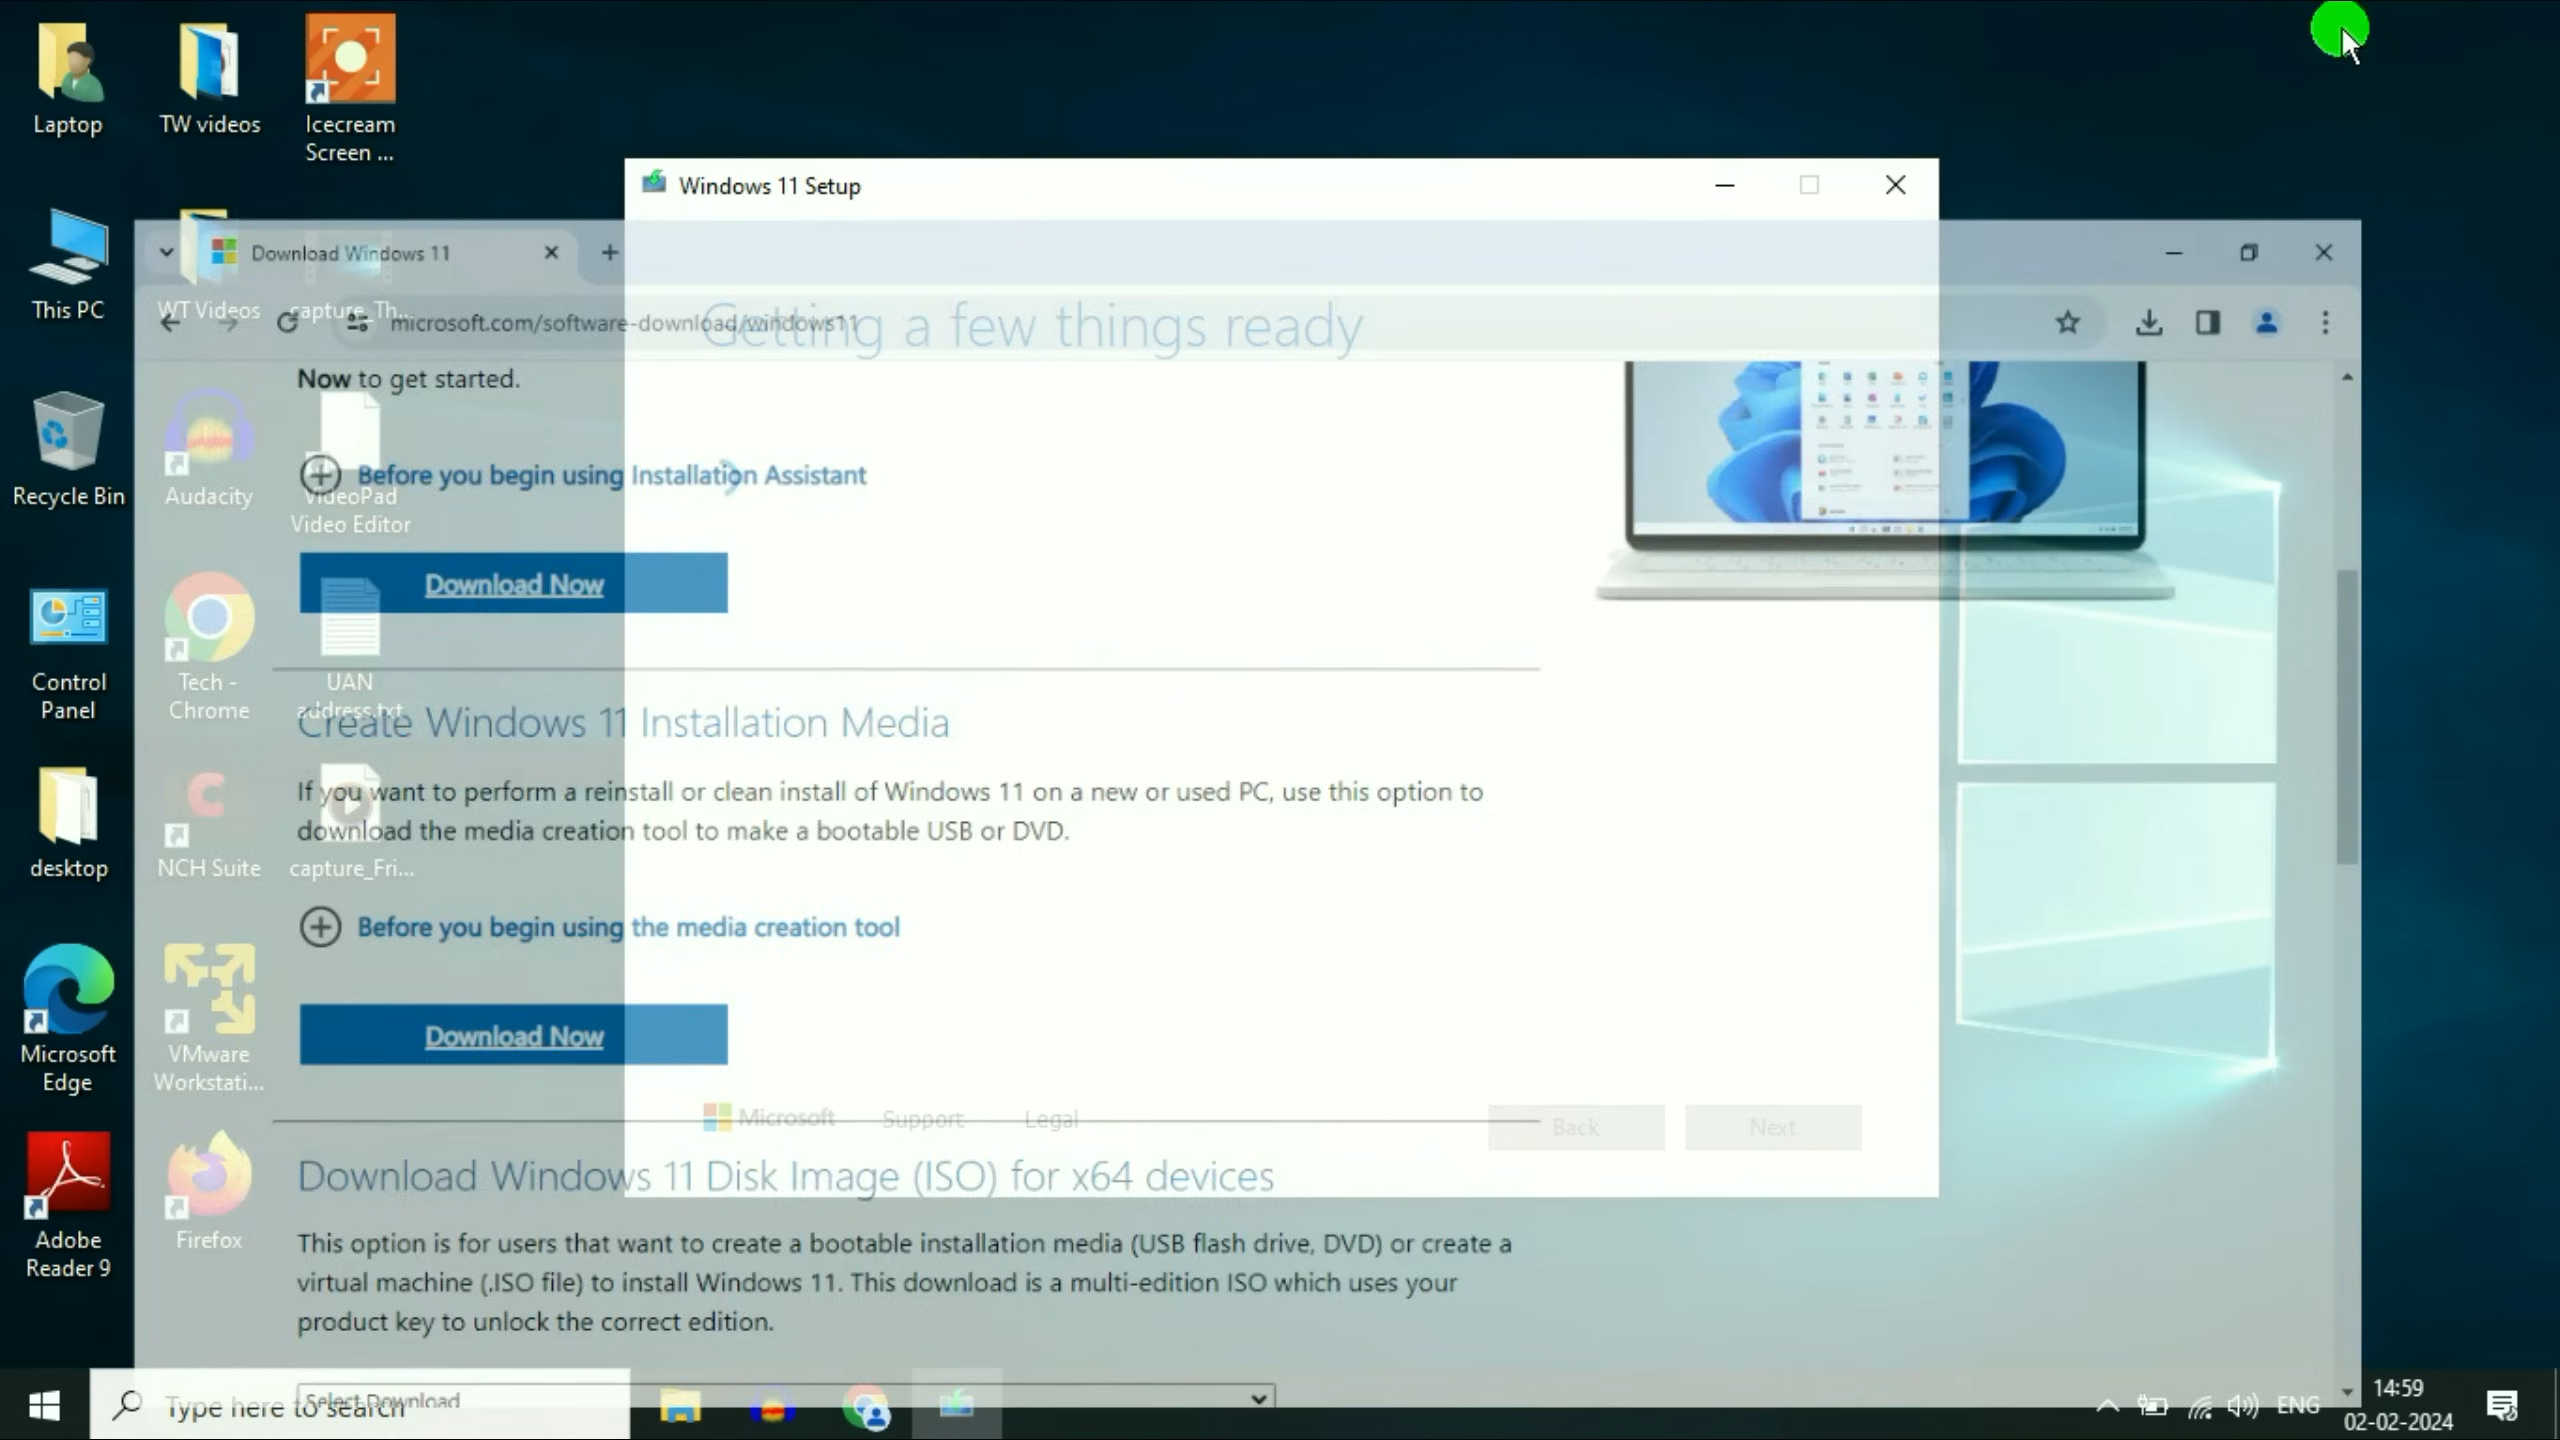 Laptop
TW videos
Icecream
Screen ...
Windows 11 Setup
This PC
WT Videos
capture_Th...
Download Windows 11
microsoft.com/software-download/windows11
Getting a few things ready
Now to get started.
Before you begin using Installation Assistant
Recycle Bin
Audacity
VideoPad
Video Editor
Download Now
Control
Panel
Tech -
Chrome
UAN
address.txt
Create Windows 11 Installation Media
If you want to perform a reinstall or clean install of Windows 11 on a new or used PC, use this option to
download the media creation tool to make a bootable USB or DVD.
desktop
NCH Suite
capture_Fri...
Before you begin using the media creation tool
Download Now
Microsoft
Edge
VMware
Workstati...
Microsoft
Support
Legal
Back
Next
Download Windows 11 Disk Image (ISO) for x64 devices
Adobe
Reader 9
Firefox
This option is for users that want to create a bootable installation media (USB flash drive, DVD) or create a
virtual machine (.ISO file) to install Windows 11. This download is a multi-edition ISO which uses your
product key to unlock the correct edition.
Select Download
Type here to search
ENG
14:59
02-02-2024